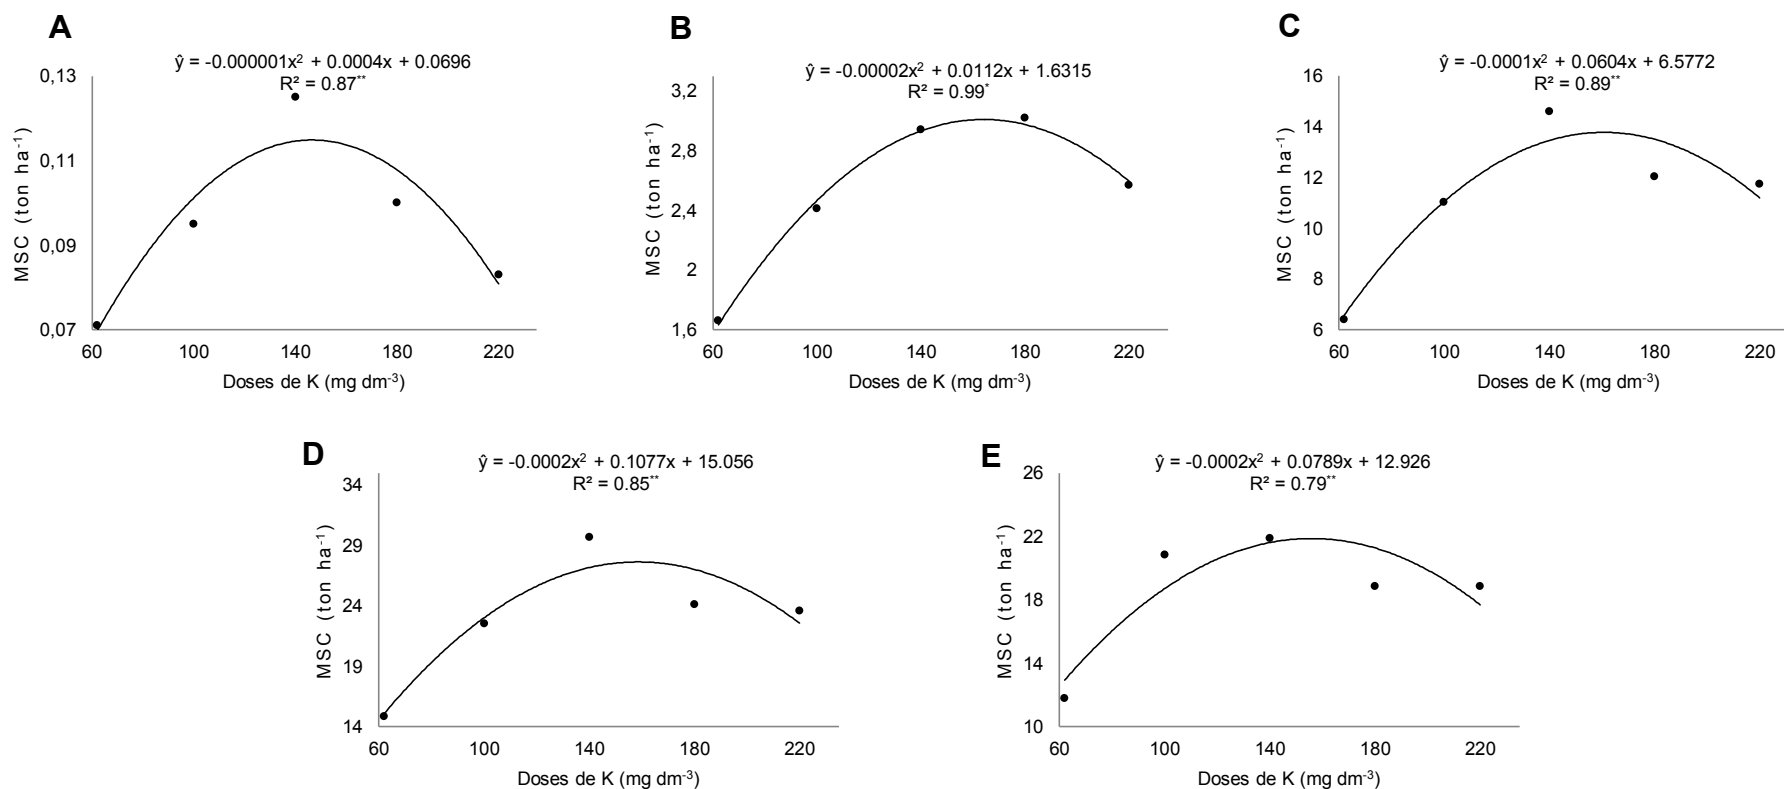 A
ŷ = -0.000001x² + 0.0004x + 0.0696
R² = 0.87**
0,13
0,11
0,09
0,07
MSC (ton ha⁻¹)
60 100 140 180 220
Doses de K (mg dm⁻³)
B
ŷ = -0.00002x² + 0.0112x + 1.6315
R² = 0.99*
3,2
2,8
2,4
2
1,6
MSC (ton ha⁻¹)
60 100 140 180 220
Doses de K (mg dm⁻³)
C
ŷ = -0.0001x² + 0.0604x + 6.5772
R² = 0.89**
16
14
12
10
8
6
MSC (ton ha⁻¹)
60 100 140 180 220
Doses de K (mg dm⁻³)
D
ŷ = -0.0002x² + 0.1077x + 15.056
R² = 0.85**
34
29
24
19
14
MSC (ton ha⁻¹)
60 100 140 180 220
Doses de K (mg dm⁻³)
E
ŷ = -0.0002x² + 0.0789x + 12.926
R² = 0.79**
26
22
18
14
10
MSC (ton ha⁻¹)
60 100 140 180 220
Doses de K (mg dm⁻³)